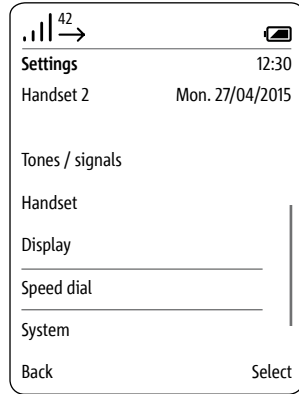 42
Settings 12:30
Handset 2 Mon. 27/04/2015
Tones / signals
Handset
Display
Speed dial
System
Back Select